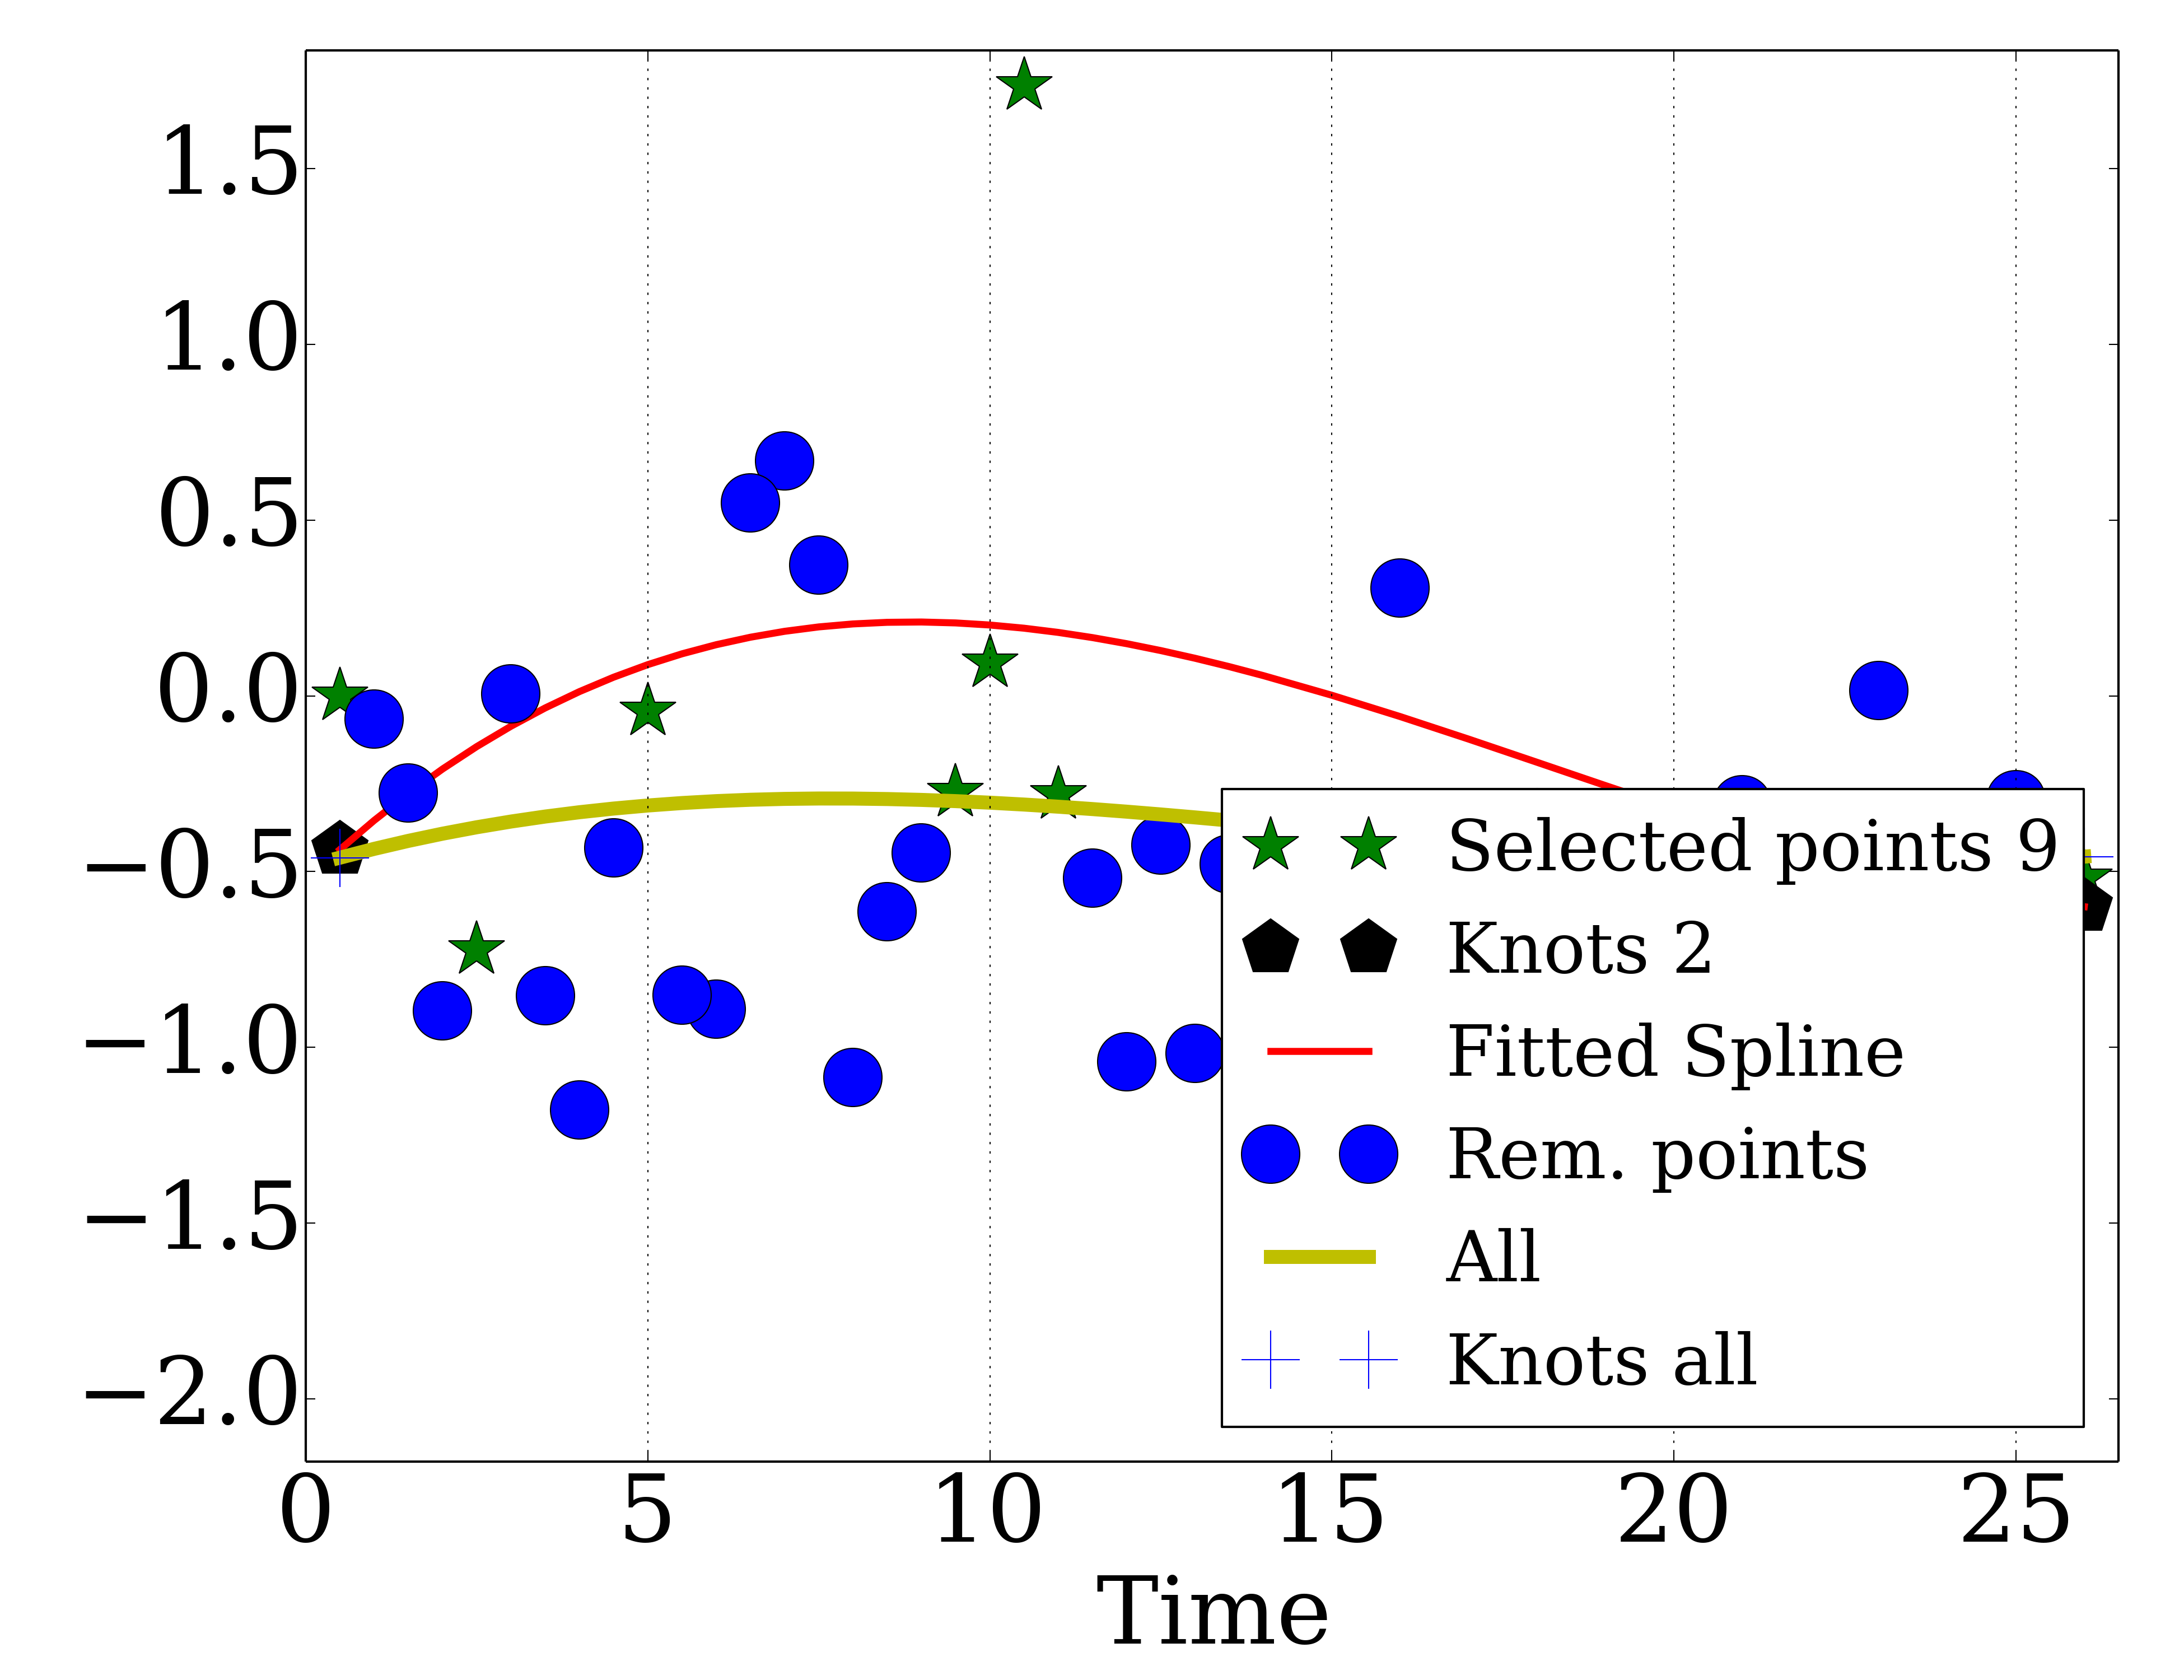 1.5
1.0
0.5
0.0
−0.5
−1.0
−1.5
−2.0
Selected points 9
Knots 2
Fitted Spline
Rem. points
All
Knots all
0 5 10 15 20 25
Time